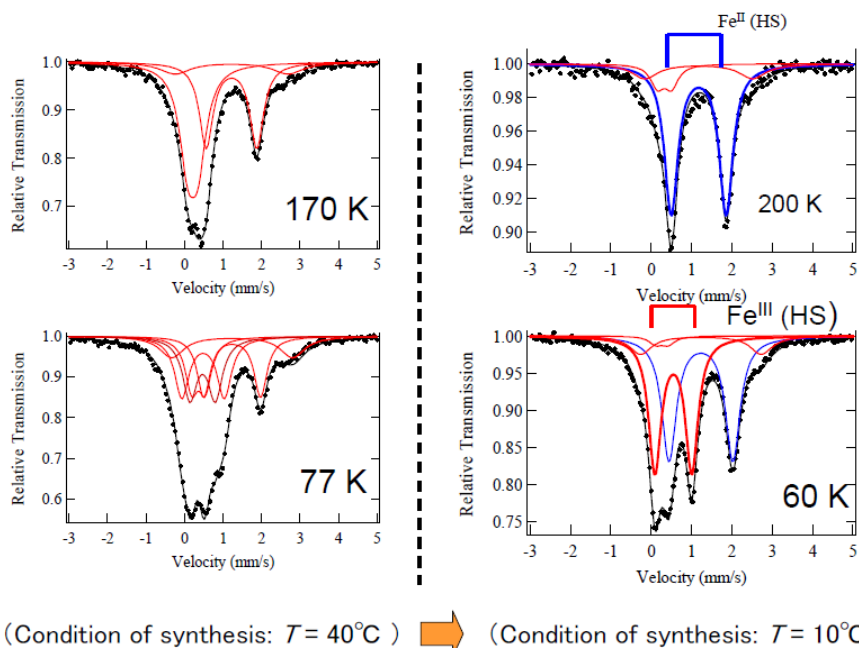 Fe^II (HS)
Relative Transmission
1.0
0.9
0.8
0.7
170 K
-3 -2 -1 0 1 2 3 4 5
Velocity (mm/s)
Relative Transmission
1.00
0.98
0.96
0.94
0.92
0.90
200 K
-3 -2 -1 0 1 2 3 4 5
Velocity (mm/s)
Relative Transmission
1.0
0.9
0.8
0.7
0.6
77 K
-3 -2 -1 0 1 2 3 4 5
Velocity (mm/s)
Fe^III (HS)
Relative Transmission
1.00
0.95
0.90
0.85
0.80
0.75
60 K
-3 -2 -1 0 1 2 3 4 5
Velocity (mm/s)
(Condition of synthesis: T = 40°C )
(Condition of synthesis: T = 10°C